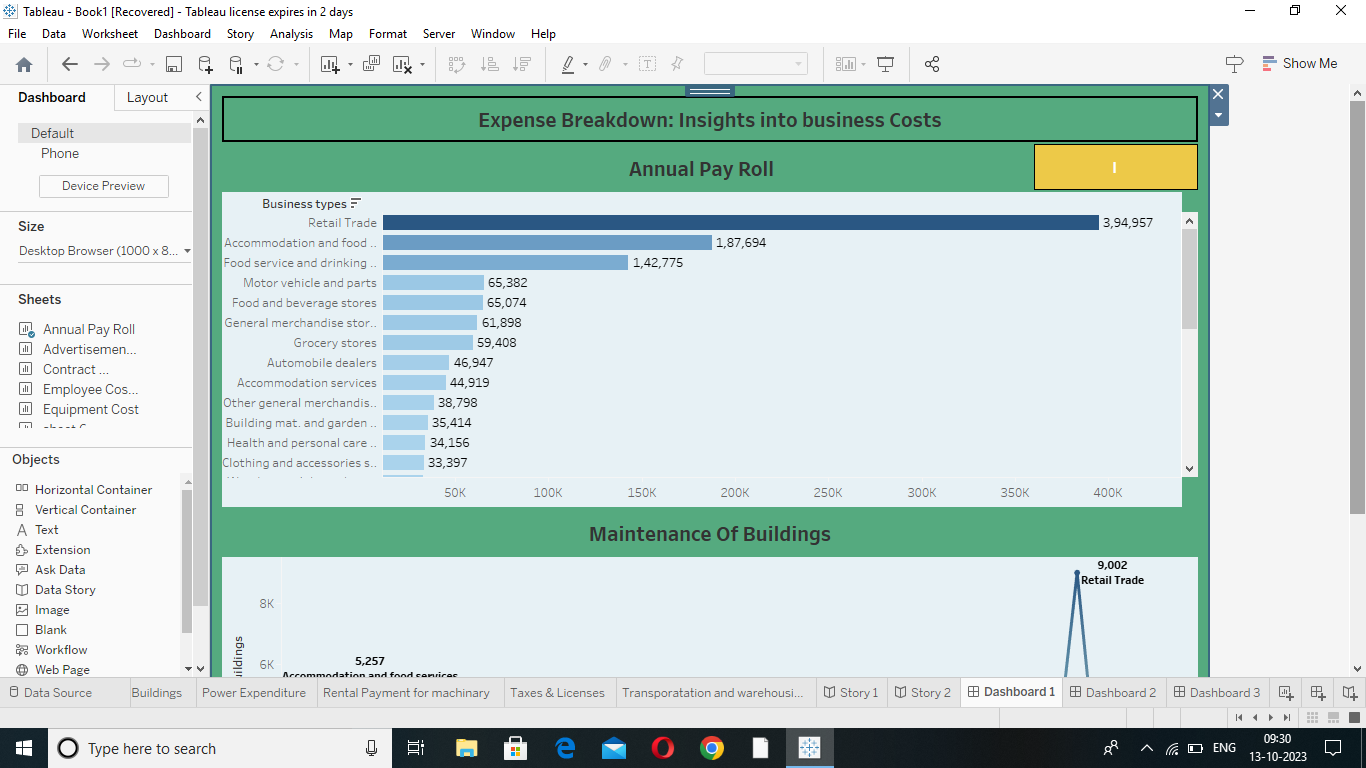 Tableau - Book1 [Recovered] - Tableau license expires in 2 days
File Data Worksheet Dashboard Story Analysis Map Format Server Window Help
Show Me
Dashboard Layout
Default
Phone
Device Preview
Size
Desktop Browser (1000 x 8...
Sheets
Annual Pay Roll
Advertisemen...
Contract ...
Employee Cos...
Equipment Cost
Objects
Horizontal Container
Vertical Container
Text
Extension
Ask Data
Data Story
Image
Blank
Workflow
Web Page
Expense Breakdown: Insights into business Costs
Annual Pay Roll
I
Business types
Retail Trade 3,94,957
Accommodation and food .. 1,87,694
Food service and drinking .. 1,42,775
Motor vehicle and parts 65,382
Food and beverage stores 65,074
General merchandise stor.. 61,898
Grocery stores 59,408
Automobile dealers 46,947
Accommodation services 44,919
Other general merchandis.. 38,798
Building mat. and garden .. 35,414
Health and personal care .. 34,156
Clothing and accessories s.. 33,397
50K 100K 150K 200K 250K 300K 350K 400K
Maintenance Of Buildings
9,002
Retail Trade
8K
6K
uildings
5,257
Accommodation and food services
Data Source Buildings Power Expenditure Rental Payment for machinary Taxes & Licenses Transporatation and warehousi... Story 1 Story 2 Dashboard 1 Dashboard 2 Dashboard 3
Type here to search
ENG
09:30
13-10-2023